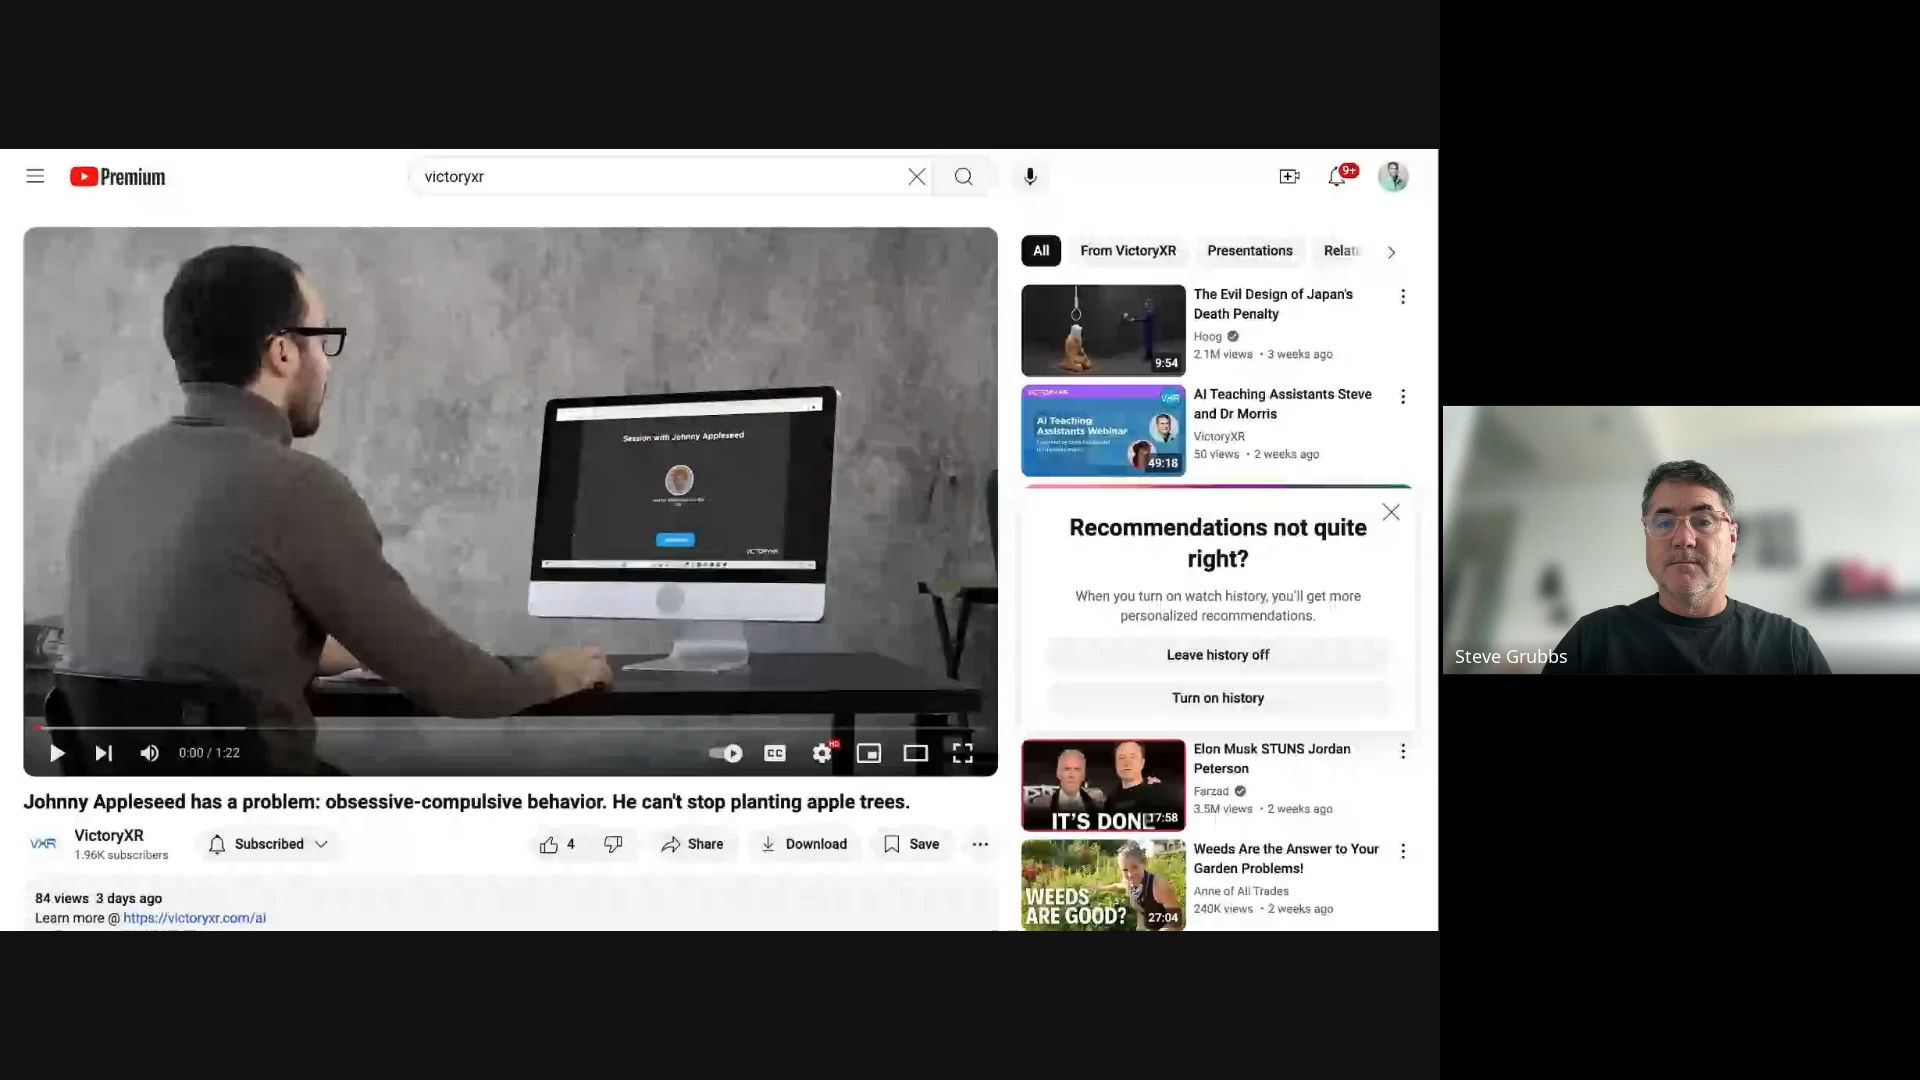 Premium
victoryxr
9+
Session with Johnny Appleseed
VICTORYXR
0:00 / 1:22
CC
HD
Johnny Appleseed has a problem: obsessive-compulsive behavior. He can't stop planting apple trees.
VXR
VictoryXR
1.96K subscribers
Subscribed
4
Share
Download
Save
84 views 3 days ago
Learn more @ https://victoryxr.com/ai
All
From VictoryXR
Presentations
Relat
The Evil Design of Japan's
Death Penalty
Hoog
2.1M views • 3 weeks ago
9:54
AI Teaching
Assistants Webinar
49:18
AI Teaching Assistants Steve
and Dr Morris
VictoryXR
50 views • 2 weeks ago
Recommendations not quite
right?
When you turn on watch history, you'll get more
personalized recommendations.
Leave history off
Turn on history
IT'S DONE
17:58
Elon Musk STUNS Jordan
Peterson
Farzad
3.5M views • 2 weeks ago
WEEDS
ARE GOOD?
27:04
Weeds Are the Answer to Your
Garden Problems!
Anne of All Trades
240K views • 2 weeks ago
Steve Grubbs